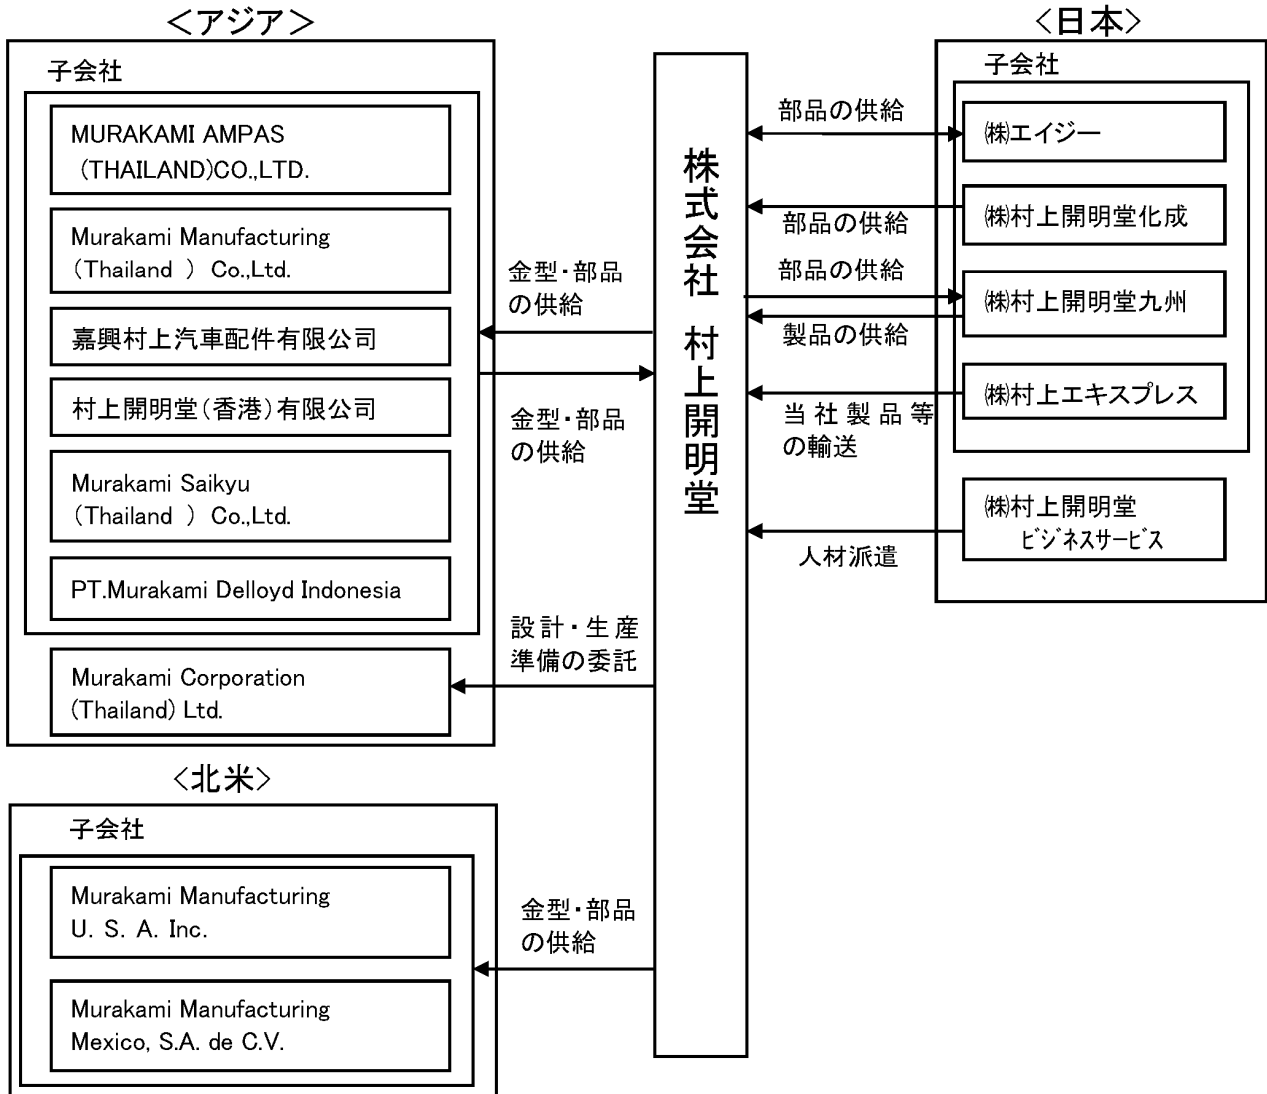 ＜アジア＞
子会社
MURAKAMI AMPAS
(THAILAND)CO.,LTD.
Murakami Manufacturing
（Thailand ） Co.,Ltd.
嘉興村上汽車配件有限公司
村上開明堂（香港）有限公司
Murakami Saikyu
（Thailand ） Co.,Ltd.
PT.Murakami Delloyd Indonesia
Murakami Corporation
(Thailand) Ltd.
＜北米＞
子会社
Murakami Manufacturing
U. S. A. Inc.
Murakami Manufacturing
Mexico, S.A. de C.V.
金型・部品
の供給
金型・部品
の供給
設計・生産
準備の委託
金型・部品
の供給
株式会社 村上開明堂
＜日本＞
子会社
部品の供給
㈱エイジー
部品の供給
㈱村上開明堂化成
部品の供給
㈱村上開明堂九州
製品の供給
㈱村上エキスプレス
当社製品等
の輸送
㈱村上開明堂
ﾋﾞｼﾞﾈｽｻｰﾋﾞｽ
人材派遣